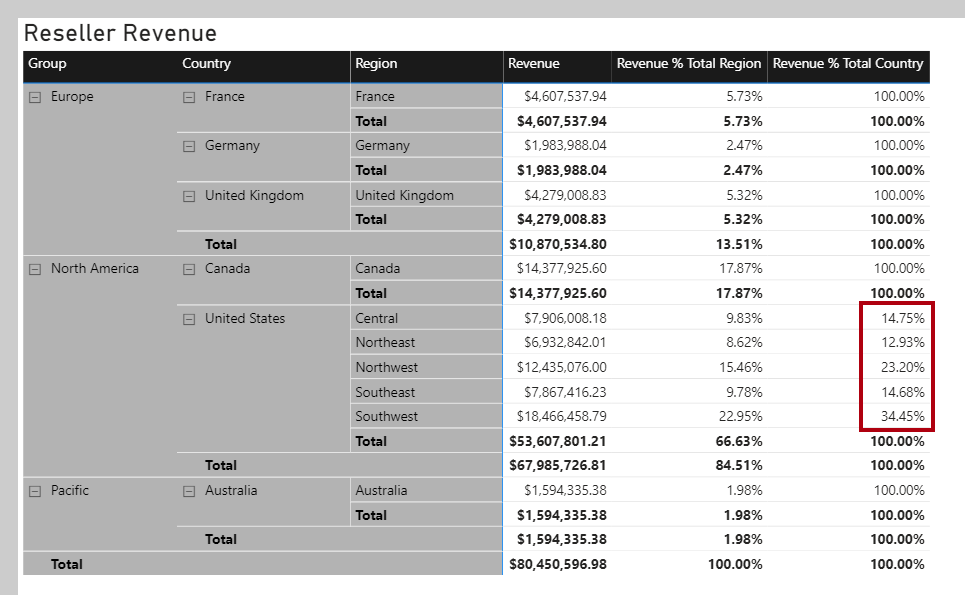 Reseller Revenue
Group Country Region Revenue Revenue % Total Region Revenue % Total Country
Europe France France $4,607,537.94 5.73% 100.00%
Total $4,607,537.94 5.73% 100.00%
Germany Germany $1,983,988.04 2.47% 100.00%
Total $1,983,988.04 2.47% 100.00%
United Kingdom United Kingdom $4,279,008.83 5.32% 100.00%
Total $4,279,008.83 5.32% 100.00%
Total $10,870,534.80 13.51% 100.00%
North America Canada Canada $14,377,925.60 17.87% 100.00%
Total $14,377,925.60 17.87% 100.00%
United States Central $7,906,008.18 9.83% 14.75%
Northeast $6,932,842.01 8.62% 12.93%
Northwest $12,435,076.00 15.46% 23.20%
Southeast $7,867,416.23 9.78% 14.68%
Southwest $18,466,458.79 22.95% 34.45%
Total $53,607,801.21 66.63% 100.00%
Total $67,985,726.81 84.51% 100.00%
Pacific Australia Australia $1,594,335.38 1.98% 100.00%
Total $1,594,335.38 1.98% 100.00%
Total $1,594,335.38 1.98% 100.00%
Total $80,450,596.98 100.00% 100.00%